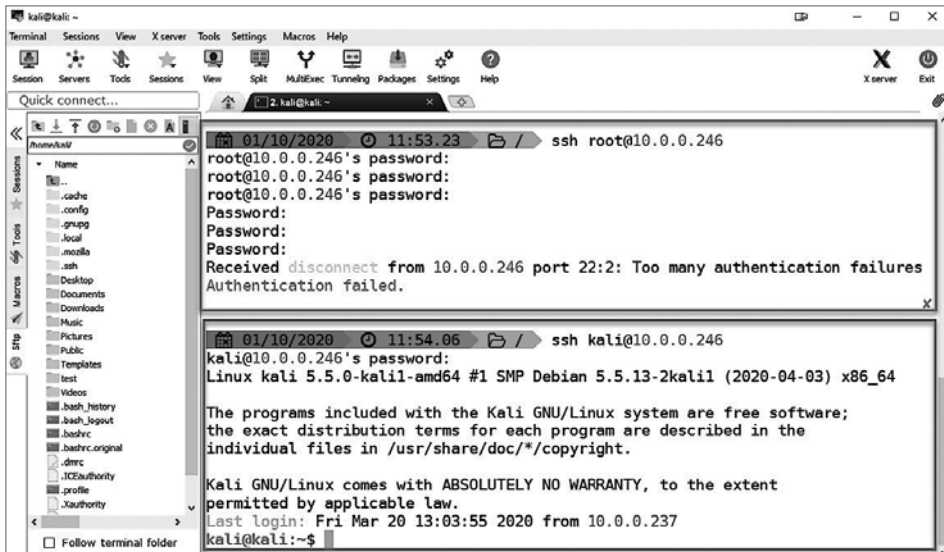 kali@kali: ~
Terminal Sessions View X server Tools Settings Macros Help
Session Servers Tools Sessions View Split MultiExec Tunneling Packages Settings Help X server Exit
Quick connect...
2. kali@kali: ~
/home/kali/
Sessions
Tools
Macros
Sftp
Name
..
.cache
.config
.gnupg
.local
.mozilla
.ssh
Desktop
Documents
Downloads
Music
Pictures
Public
Templates
test
Videos
.bash_history
.bash_logout
.bashrc
.bashrc.original
.dmrc
.ICEauthority
.profile
.Xauthority
Follow terminal folder
01/10/2020 11:53.23 / ssh root@10.0.0.246
root@10.0.0.246's password:
root@10.0.0.246's password:
root@10.0.0.246's password:
Password:
Password:
Password:
Received disconnect from 10.0.0.246 port 22:2: Too many authentication failures
Authentication failed.
01/10/2020 11:54.06 / ssh kali@10.0.0.246
kali@10.0.0.246's password:
Linux kali 5.5.0-kali1-amd64 #1 SMP Debian 5.5.13-2kali1 (2020-04-03) x86_64
The programs included with the Kali GNU/Linux system are free software;
the exact distribution terms for each program are described in the
individual files in /usr/share/doc/*/copyright.
Kali GNU/Linux comes with ABSOLUTELY NO WARRANTY, to the extent
permitted by applicable law.
Last login: Fri Mar 20 13:03:55 2020 from 10.0.0.237
kali@kali:~$